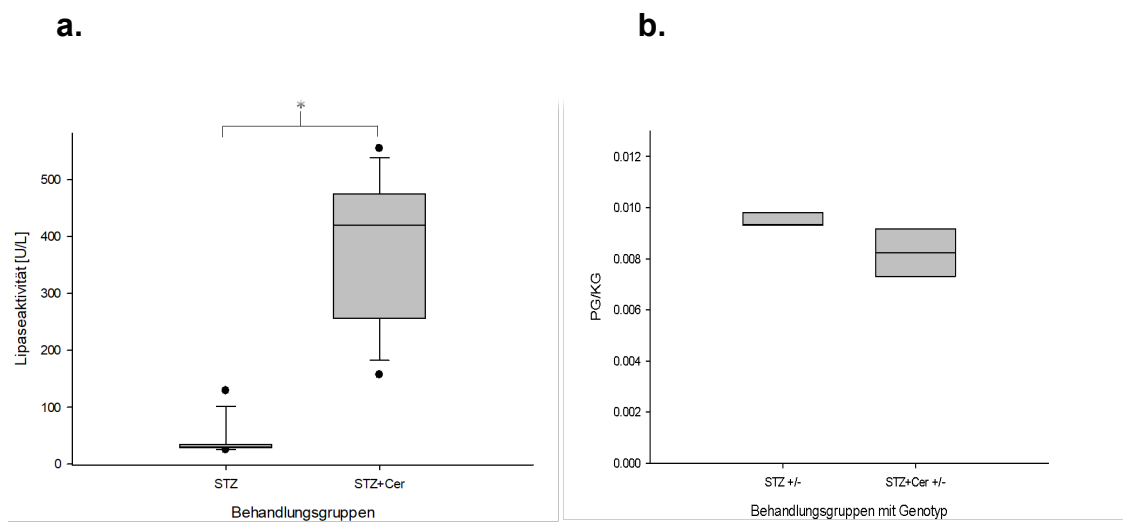 a.
*
500
400
300
200
100
0
Lipaseaktivität [U/L]
STZ
STZ+Cer
Behandlungsgruppen
b.
0.012
0.010
0.008
0.006
0.004
0.002
0.000
PG/KG
STZ +/-
STZ+Cer +/-
Behandlungsgruppen mit Genotyp